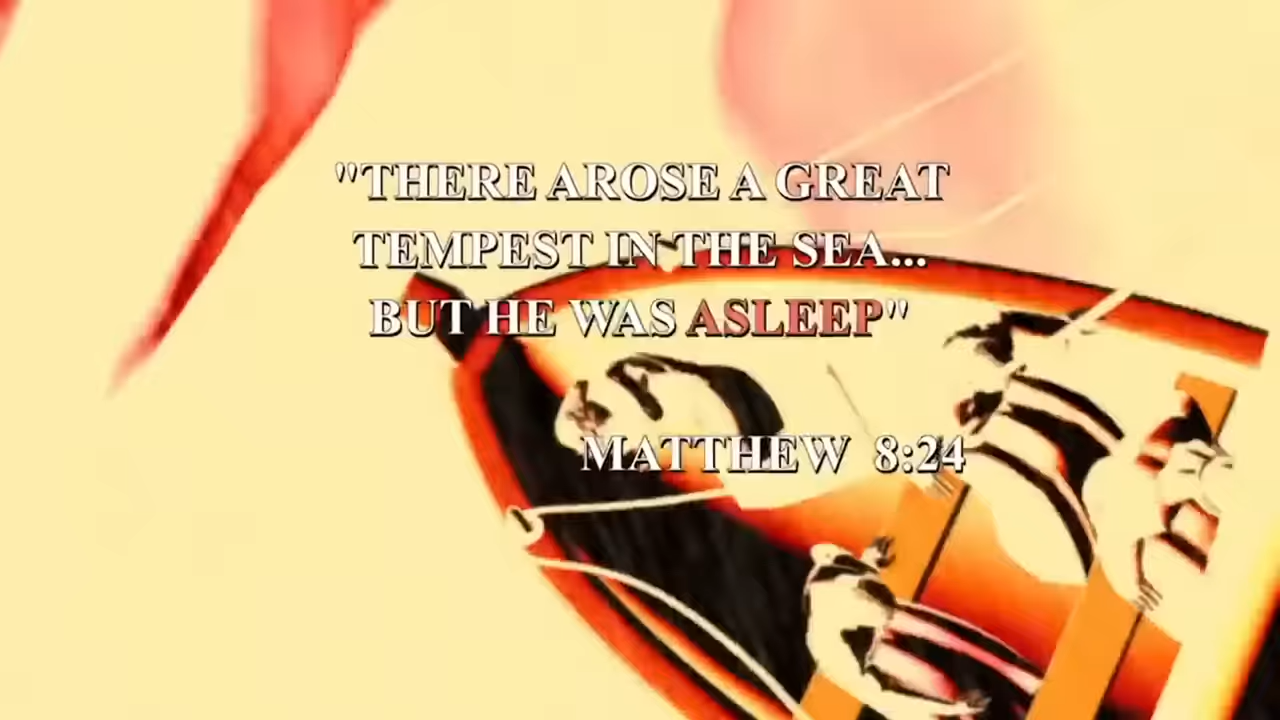 "THERE AROSE A GREAT
TEMPEST IN THE SEA...
BUT HE WAS ASLEEP"
MATTHEW 8:24